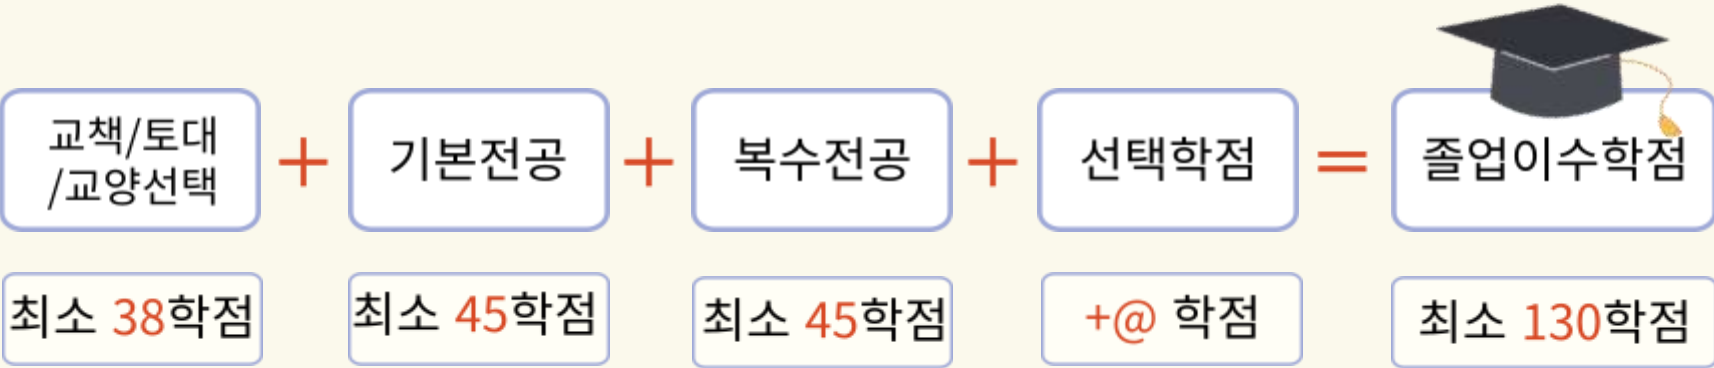 교책/토대
/교양선택
+
기본전공
+
복수전공
+
선택학점
=
졸업이수학점
최소 38학점
최소 45학점
최소 45학점
+@ 학점
최소 130학점